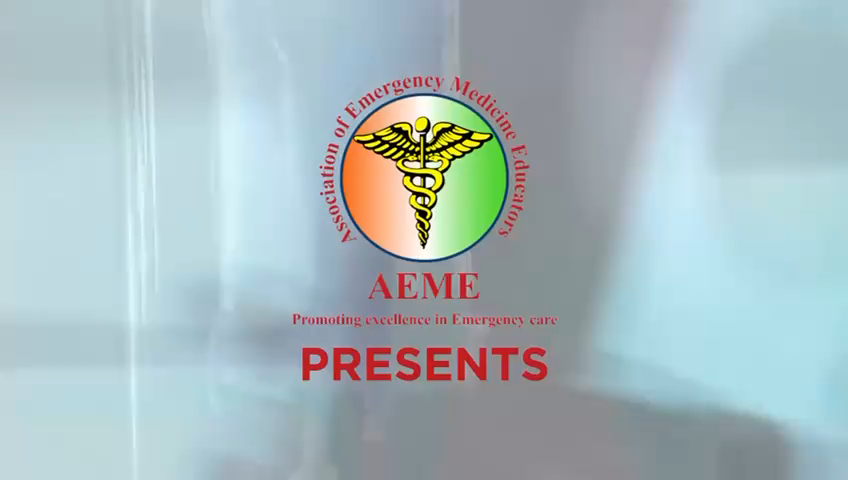 Association of Emergency Medicine Educators
AEME
Promoting excellence in Emergency care
PRESENTS